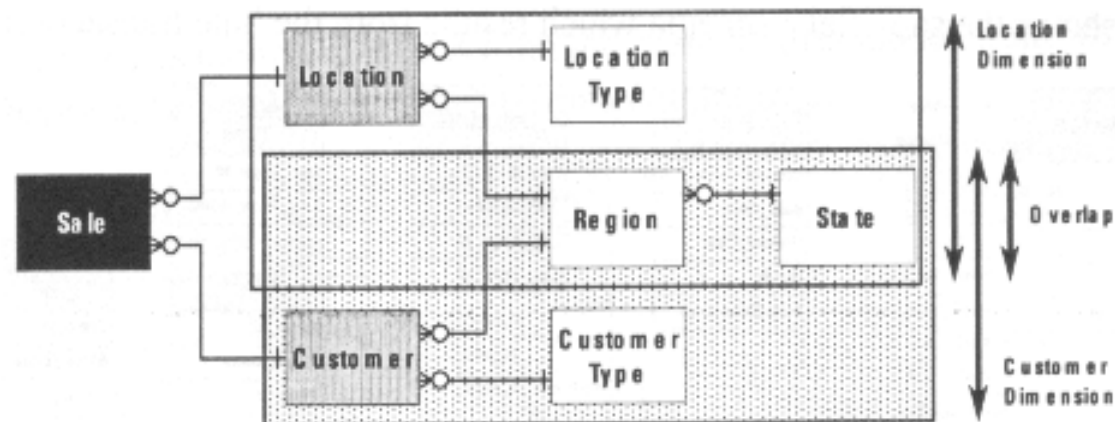 Location
Location
Type
Location
Dimension
Sale
Region
State
Overlap
Customer
Customer
Type
Customer
Dimension